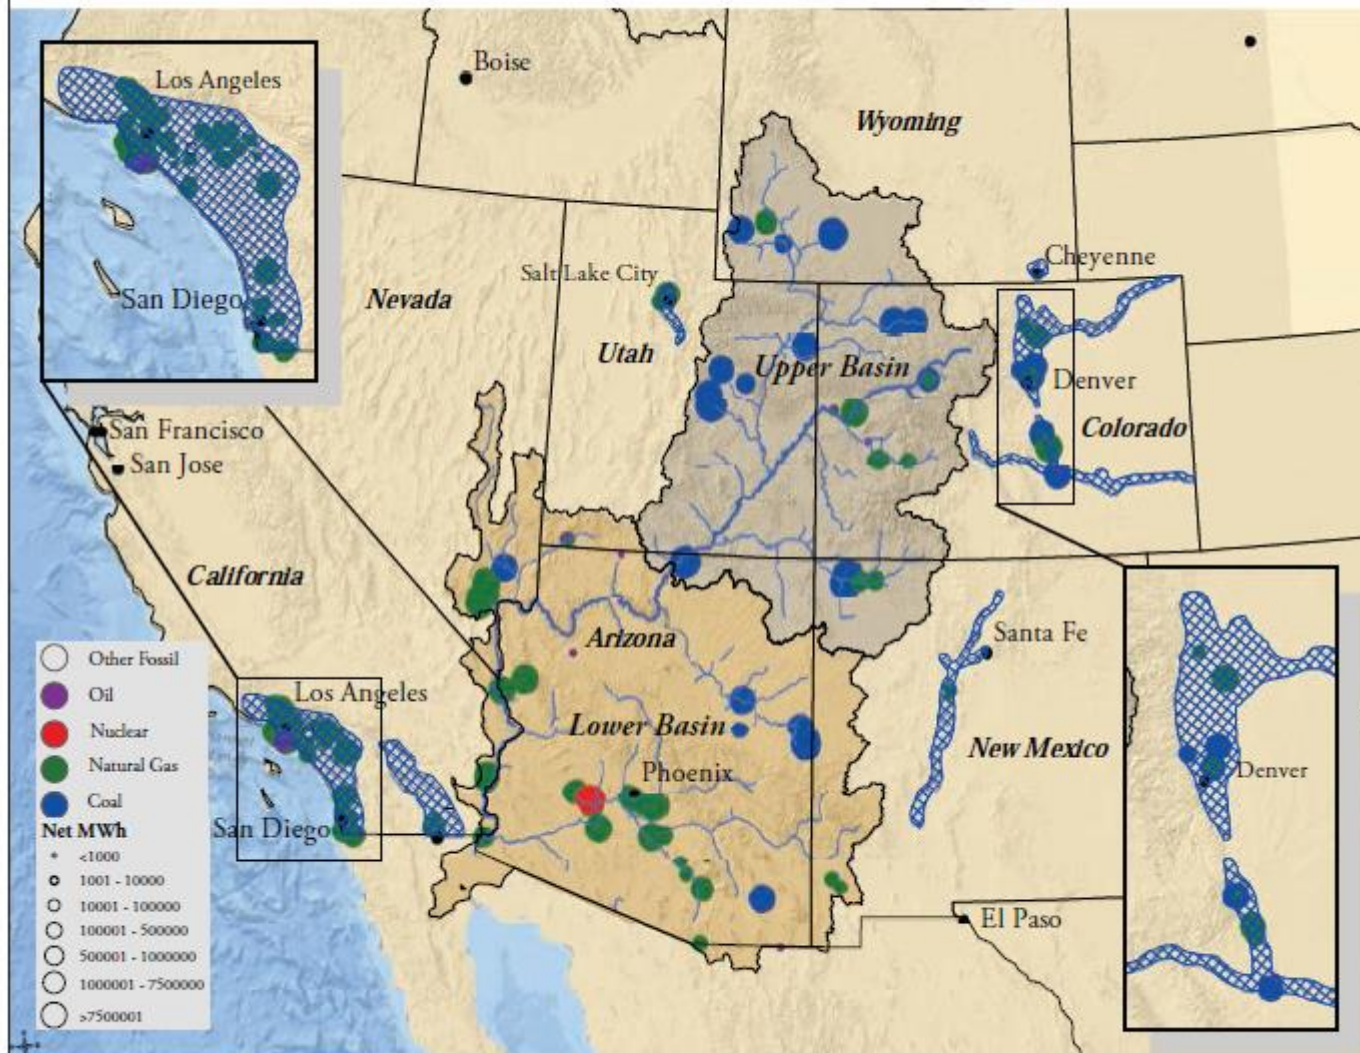 Los Angeles
San Diego
Boise
Wyoming
Salt Lake City
Nevada
Utah
Upper Basin
Cheyenne
Denver
Colorado
San Francisco
San Jose
California
Arizona
Santa Fe
Los Angeles
Lower Basin
New Mexico
Phoenix
San Diego
El Paso
Denver
Other Fossil
Oil
Nuclear
Natural Gas
Coal
Net MWh
<1000
1001 - 10000
10001 - 100000
100001 - 500000
500001 - 1000000
1000001 - 7500000
>7500001